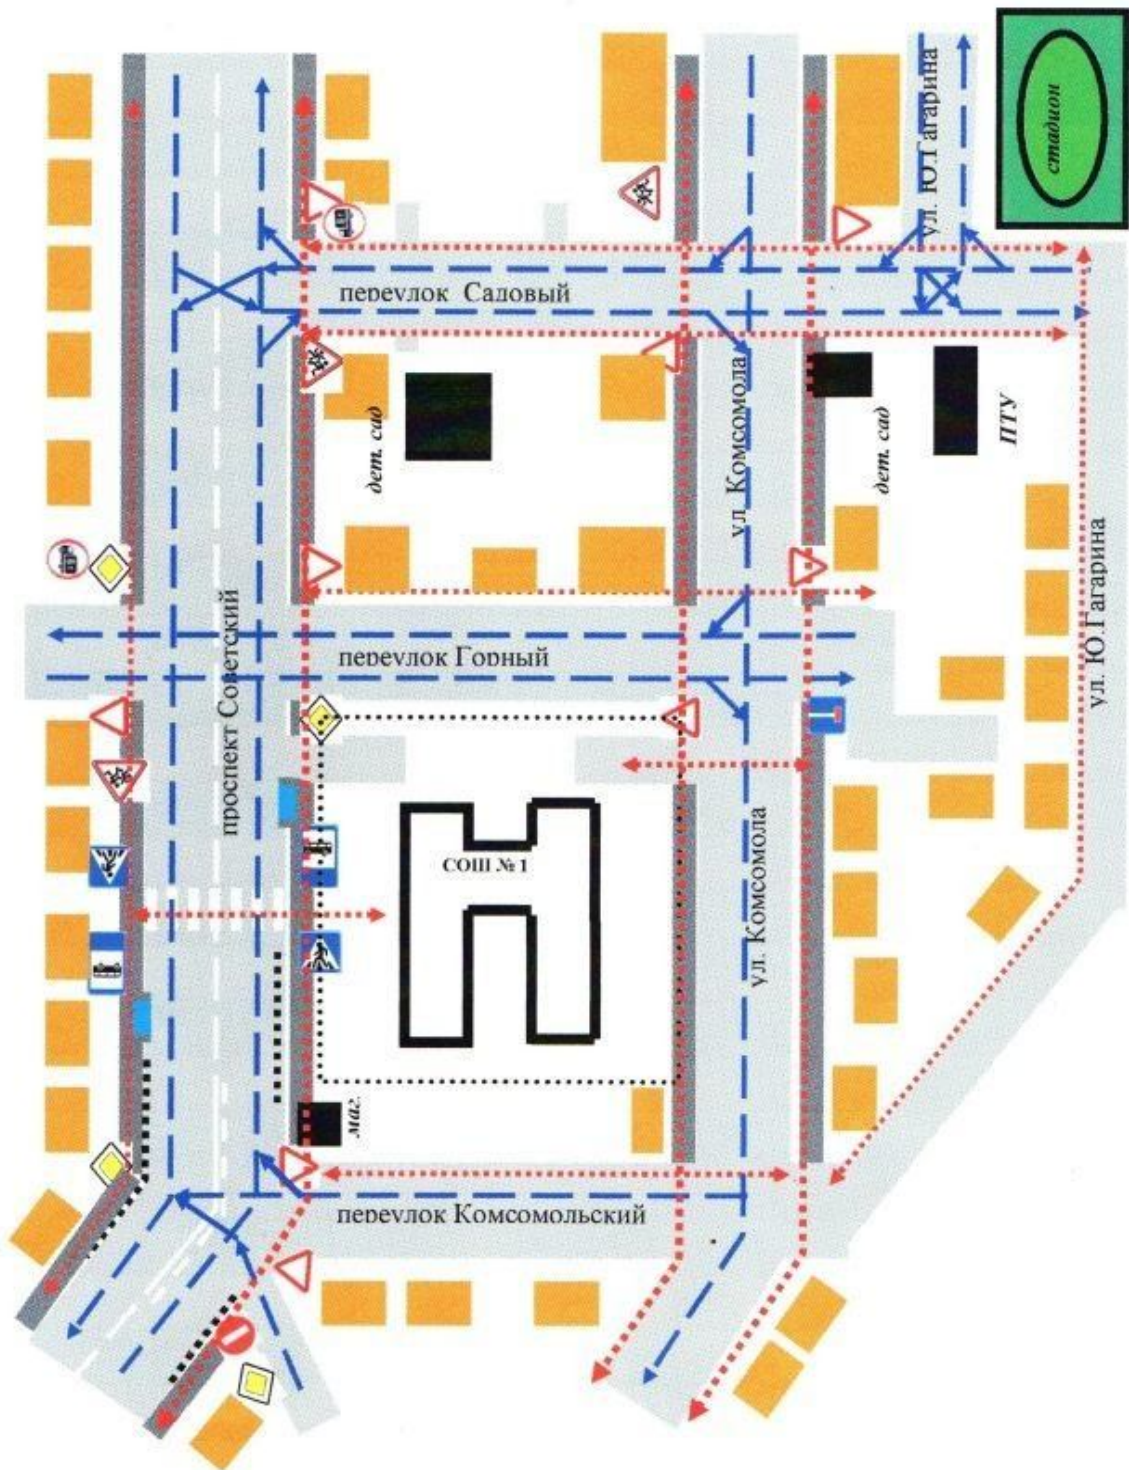 стадион
ул. Ю.Гагарина
переулок Садовый
ул. Комсомола
дет. сад
дет. сад
ПТУ
ул. Ю.Гагарина
переулок Горный
проспект Советский
СОШ № 1
ул. Комсомола
маг.
переулок Комсомольский